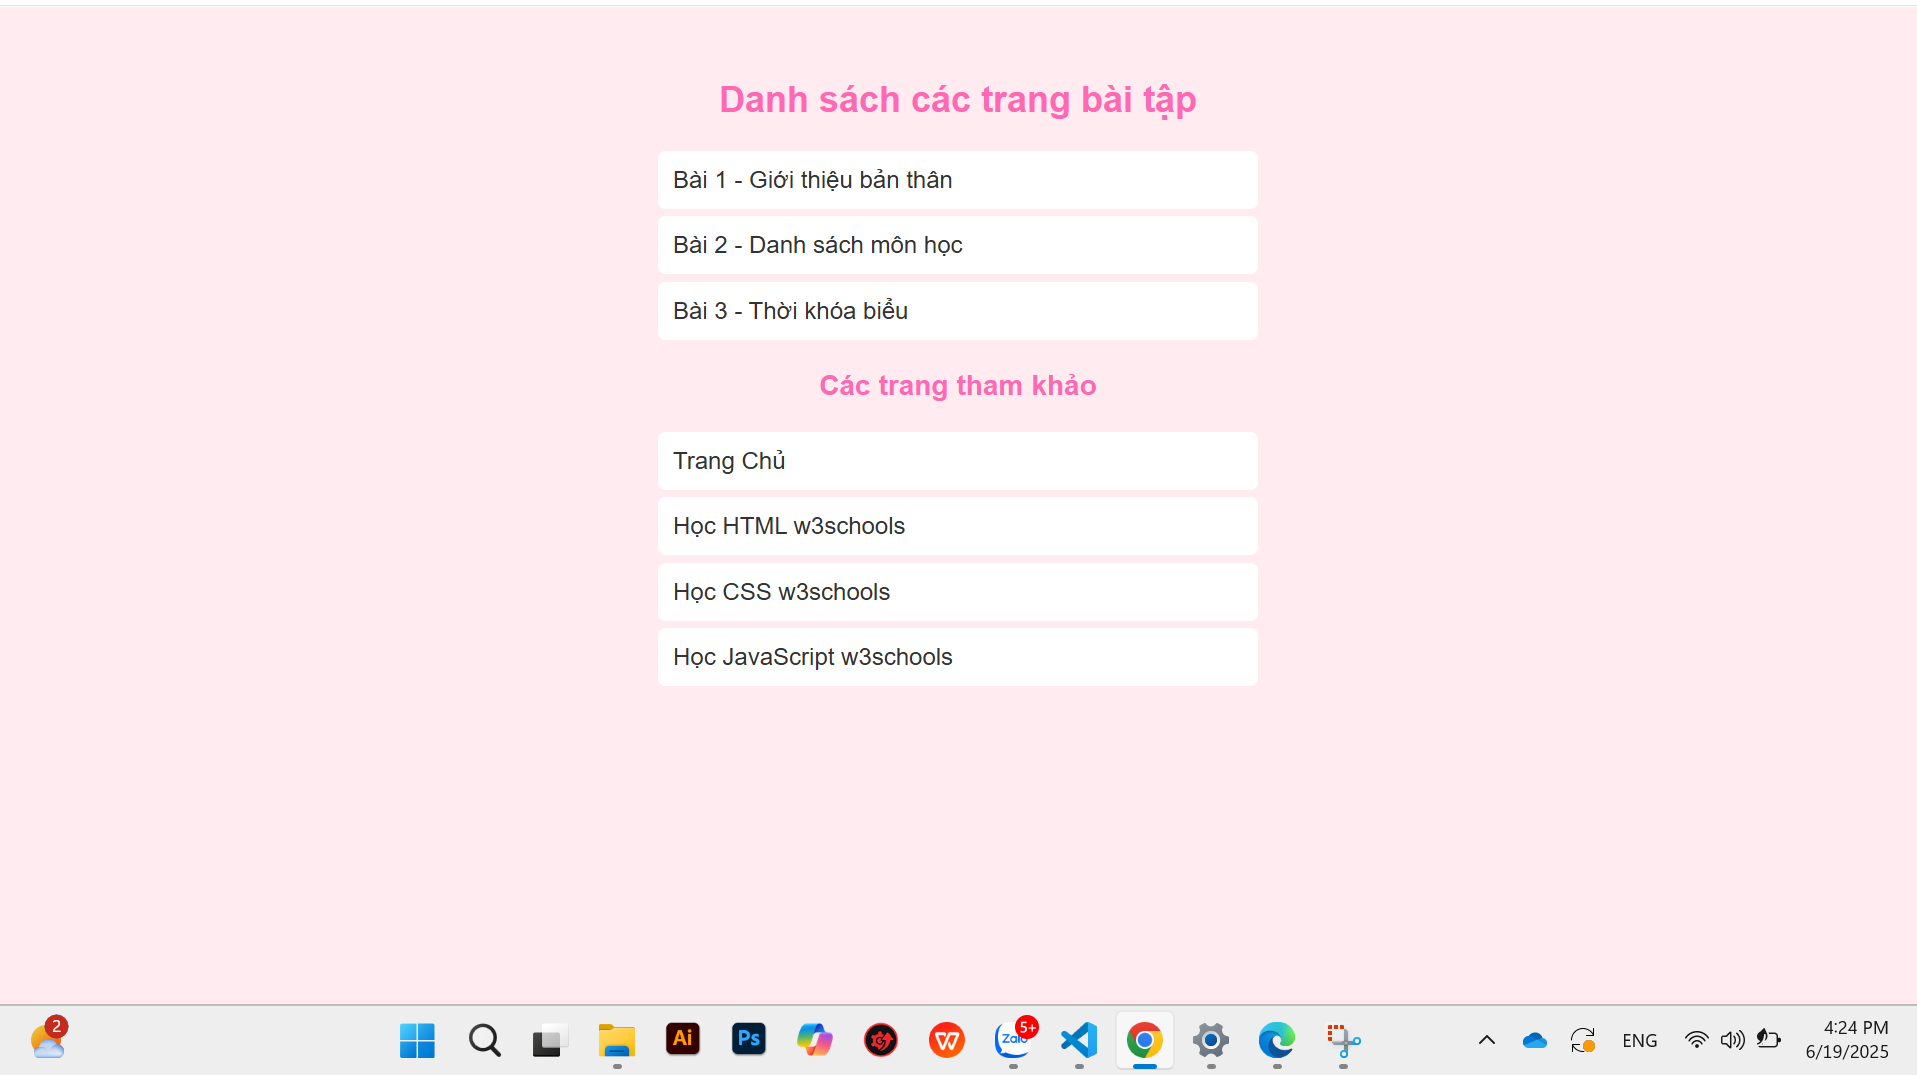 Danh sách các trang bài tập
Bài 1 - Giới thiệu bản thân
Bài 2 - Danh sách môn học
Bài 3 - Thời khóa biểu
Các trang tham khảo
Trang Chủ
Học HTML w3schools
Học CSS w3schools
Học JavaScript w3schools
2
Ai
Ps
Zalo
5+
ENG
4:24 PM
6/19/2025